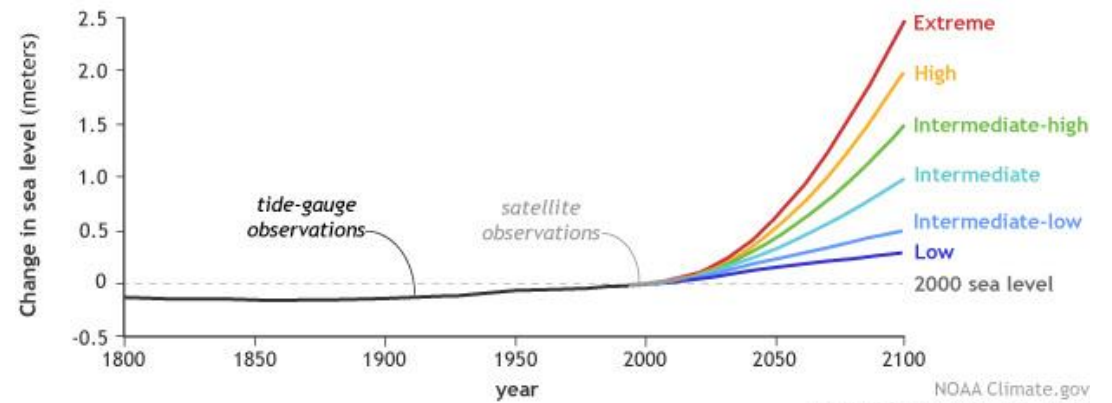 Change in sea level (meters)
2.5
2.0
1.5
1.0
0.5
0
-0.5
tide-gauge
observations
satellite
observations
Extreme
High
Intermediate-high
Intermediate
Intermediate-low
Low
2000 sea level
1800 1850 1900 1950 2000 2050 2100
year
NOAA Climate.gov